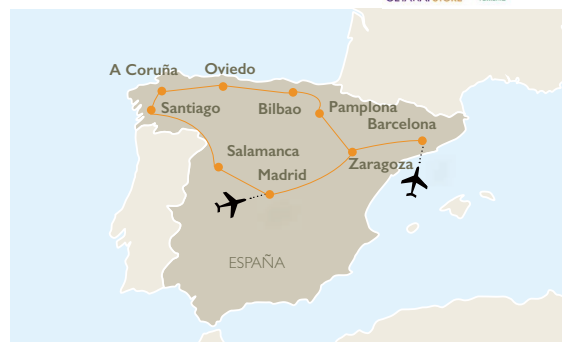 A Coruña
Oviedo
Santiago
Bilbao
Pamplona
Barcelona
Salamanca
Madrid
Zaragoza
ESPAÑA